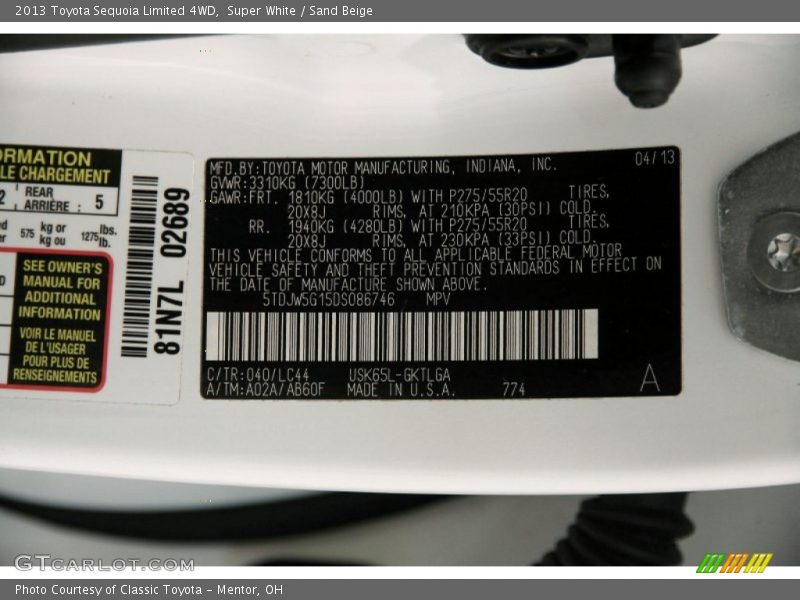 2013 Toyota Sequoia Limited 4WD,  Super White / Sand Beige
ORMATION
LE CHARGEMENT
2 REAR ARRIÈRE : 5
575 kg or kg ou 1275 lbs. lb.
SEE OWNER'S
MANUAL FOR
ADDITIONAL
INFORMATION
VOIR LE MANUEL
DE L'USAGER
POUR PLUS DE
RENSEIGNEMENTS
81N7L 02689
MFD.BY:TOYOTA MOTOR MANUFACTURING, INDIANA, INC. 04/13
GVWR:3310KG (7300LB)
GAWR:FRT. 1810KG (4000LB) WITH P275/55R20 TIRES,
20X8J RIMS, AT 210KPA (30PSI) COLD.
RR. 1940KG (4280LB) WITH P275/55R20 TIRES,
20X8J RIMS, AT 230KPA (33PSI) COLD.
THIS VEHICLE CONFORMS TO ALL APPLICABLE FEDERAL MOTOR
VEHICLE SAFETY AND THEFT PREVENTION STANDARDS IN EFFECT ON
THE DATE OF MANUFACTURE SHOWN ABOVE.
5TDJW5G15DS086746 MPV
C/TR:040/LC44 USK65L-GKTLGA
A/TM:A02A/AB60F MADE IN U.S.A. 774 A
GTCARLOT.COM
Photo Courtesy of Classic Toyota - Mentor, OH